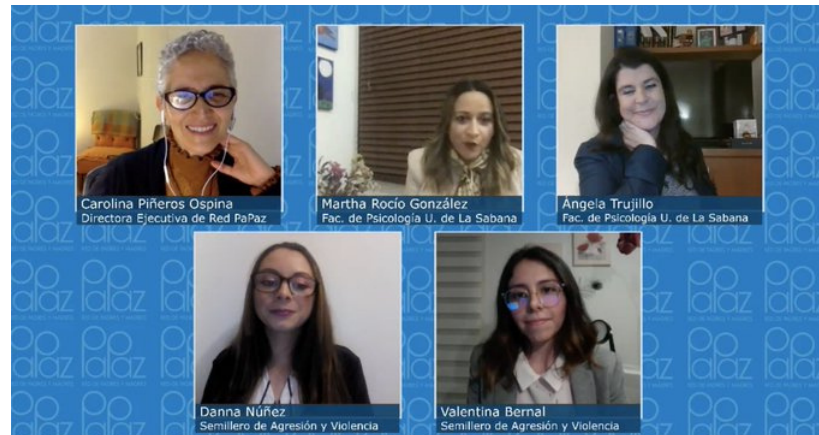 Carolina Piñeros Ospina
Directora Ejecutiva de Red PaPaz
Martha Rocío González
Fac. de Psicología U. de La Sabana
Ángela Trujillo
Fac. de Psicología U. de La Sabana
Danna Núñez
Semillero de Agresión y Violencia
Valentina Bernal
Semillero de Agresión y Violencia